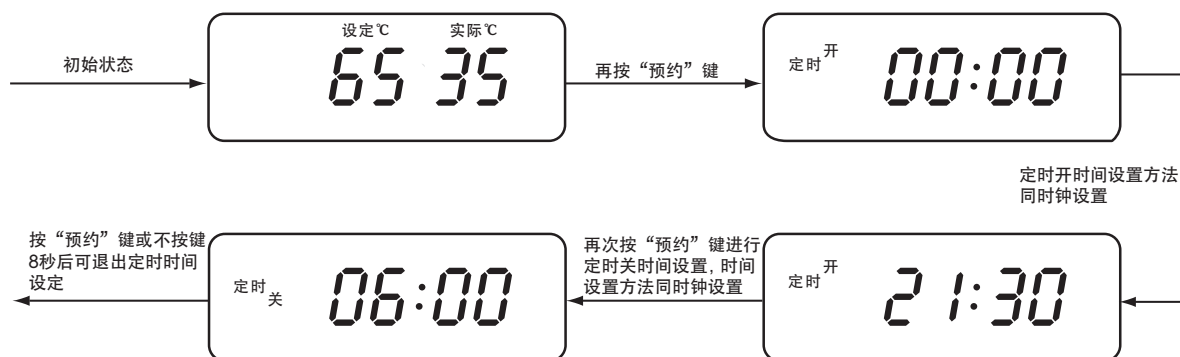 初始状态
设定℃ 实际℃
65 35
再按“预约”键
定时开
00:00
定时开时间设置方法
同时钟设置
定时开
21:30
再次按“预约”键进行
定时关时间设置,时间
设置方法同时钟设置
定时关
06:00
按“预约”键或不按键
8秒后可退出定时时间
设定